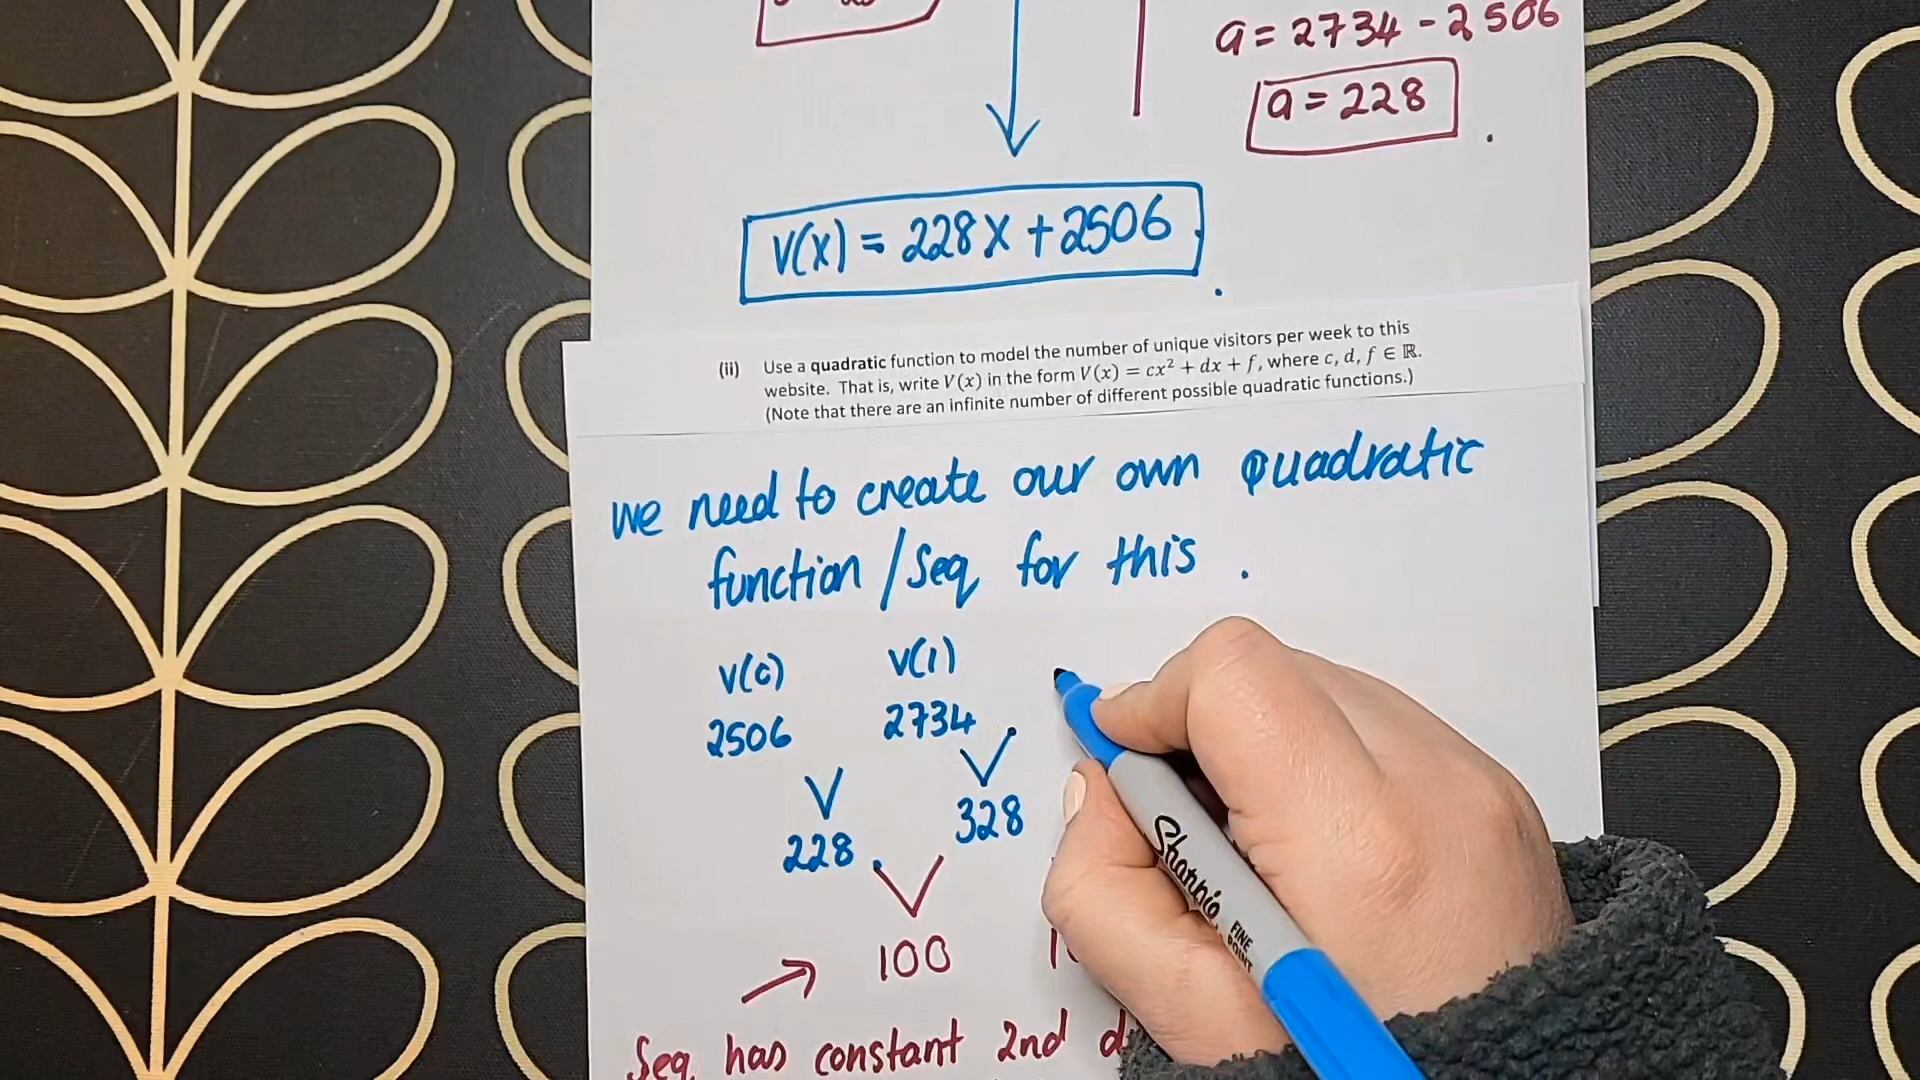 a = 2734 - 2506
a = 228
V(x) = 228x + 2506
(ii) Use a quadratic function to model the number of unique visitors per week to this
website. That is, write V(x) in the form V(x) = cx² + dx + f, where c, d, f ∈ ℝ.
(Note that there are an infinite number of different possible quadratic functions.)
We need to create our own quadratic
function / seq for this.
V(0) V(1)
2506 2734
228 328
100
Seq. has constant 2nd
Sharpie
FINE
POINT